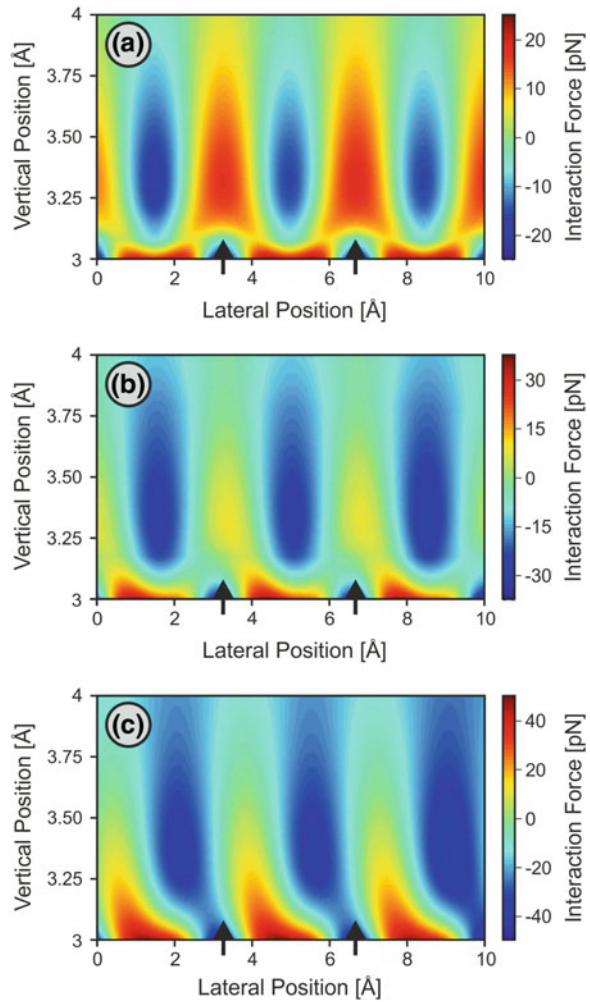 (a)
4
3.75
3.50
3.25
3
Vertical Position [Å]
0 2 4 6 8 10
Lateral Position [Å]
20
10
0
-10
-20
Interaction Force [pN]
(b)
4
3.75
3.50
3.25
3
Vertical Position [Å]
0 2 4 6 8 10
Lateral Position [Å]
30
15
0
-15
-30
Interaction Force [pN]
(c)
4
3.75
3.50
3.25
3
Vertical Position [Å]
0 2 4 6 8 10
Lateral Position [Å]
40
20
0
-20
-40
Interaction Force [pN]